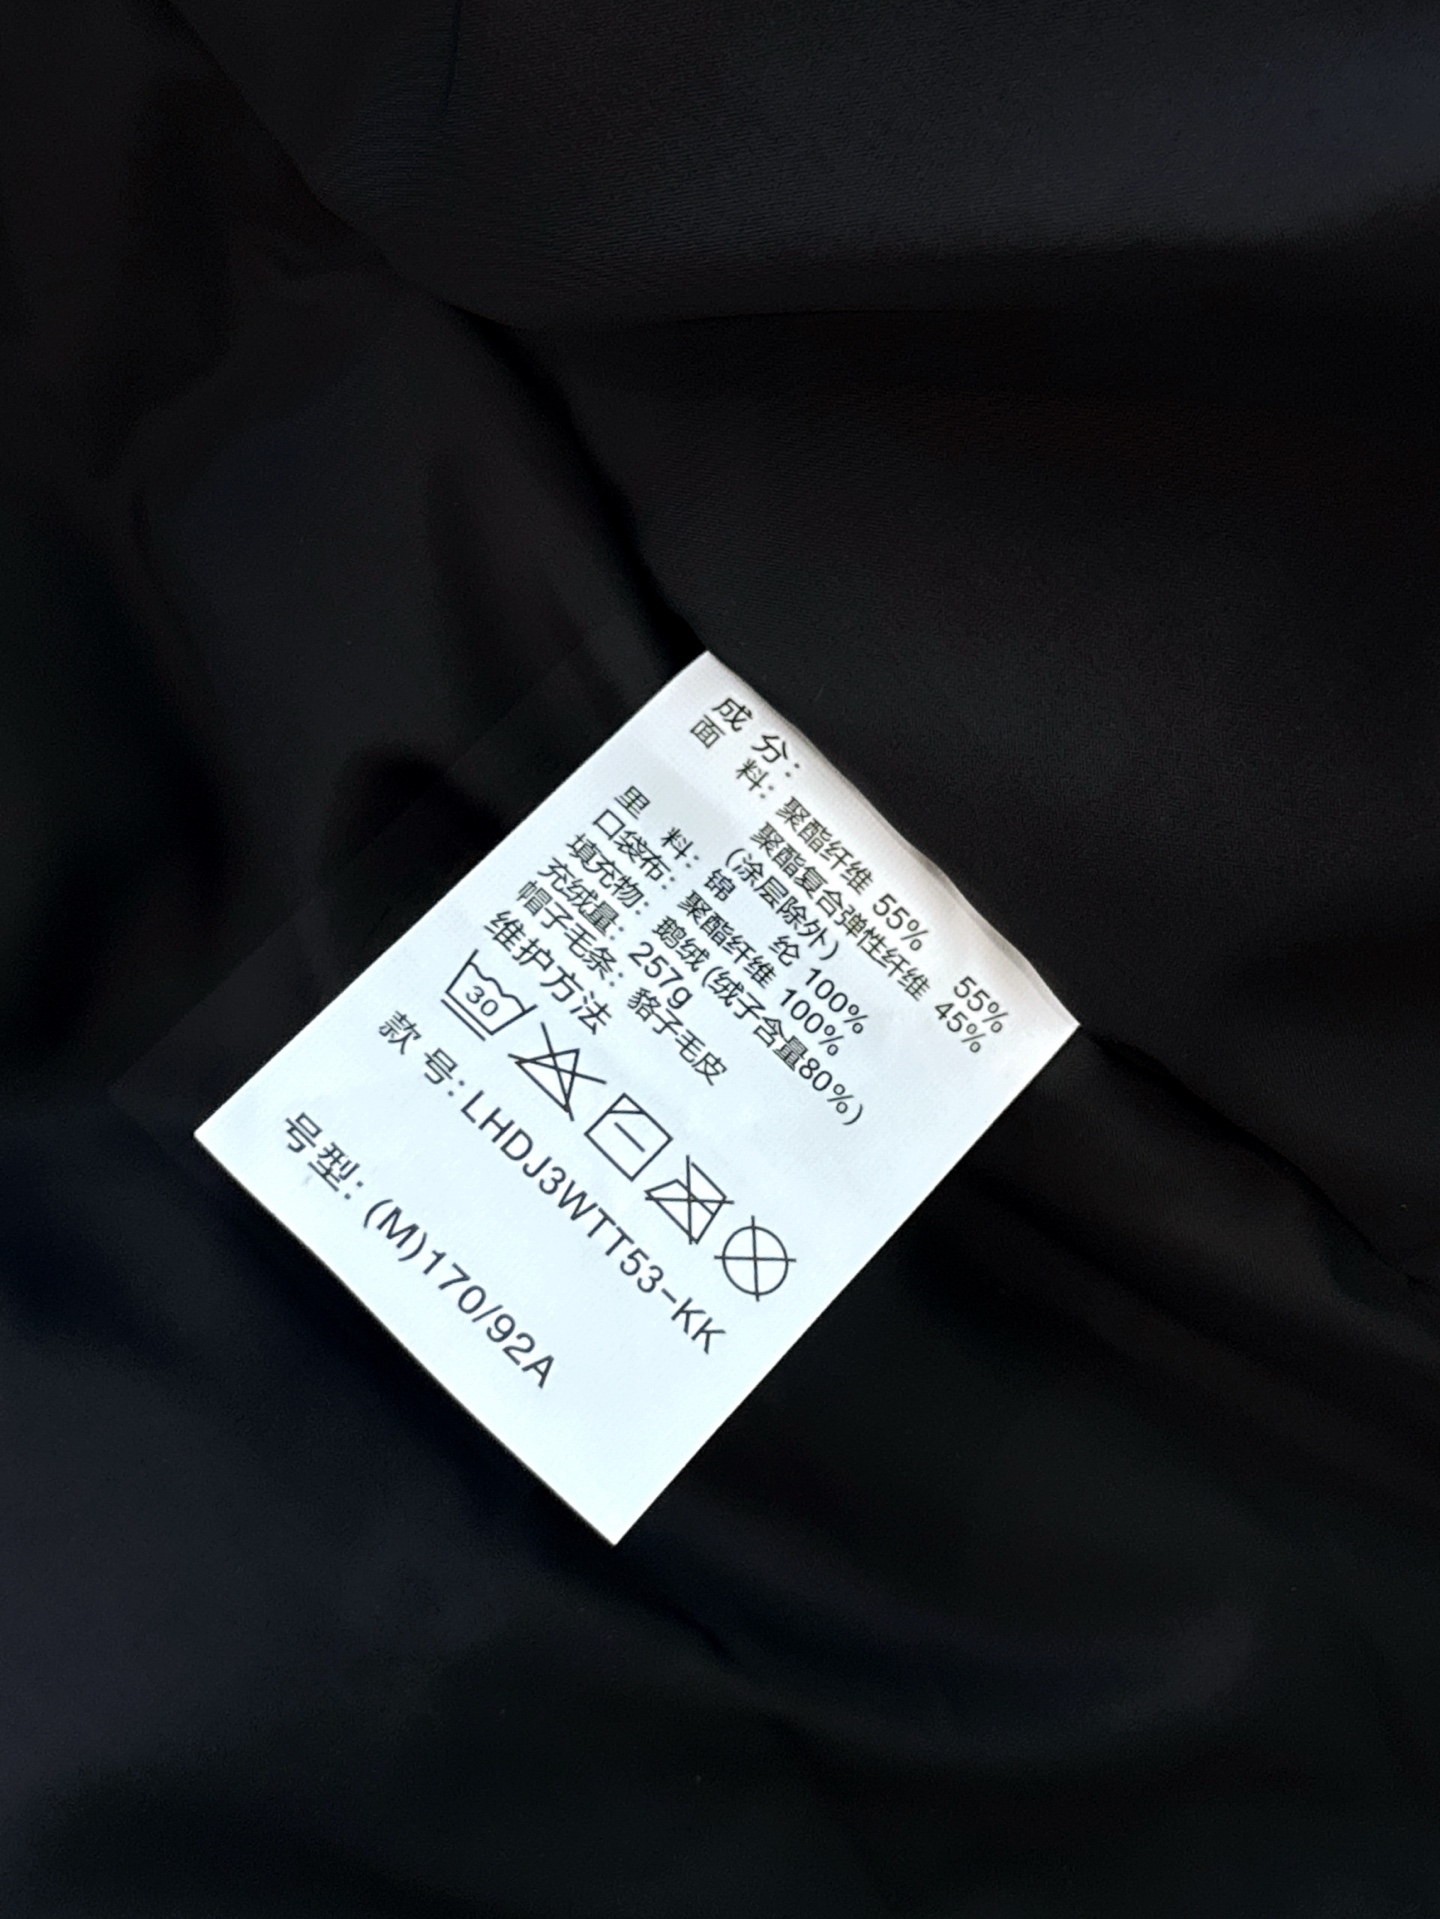 成 分:
面 料: 聚酯纤维 55% 55%
聚酯复合弹性纤维 45%
(涂层除外)
里 料: 锦 纶 100%
口袋布: 聚酯纤维 100%
填充物: 鹅绒(绒子含量80%)
充绒量: 257g
帽子毛条: 貉子毛皮
维护方法
30
款 号: LHDJ3WTT53-KK
号型: (M)170/92A